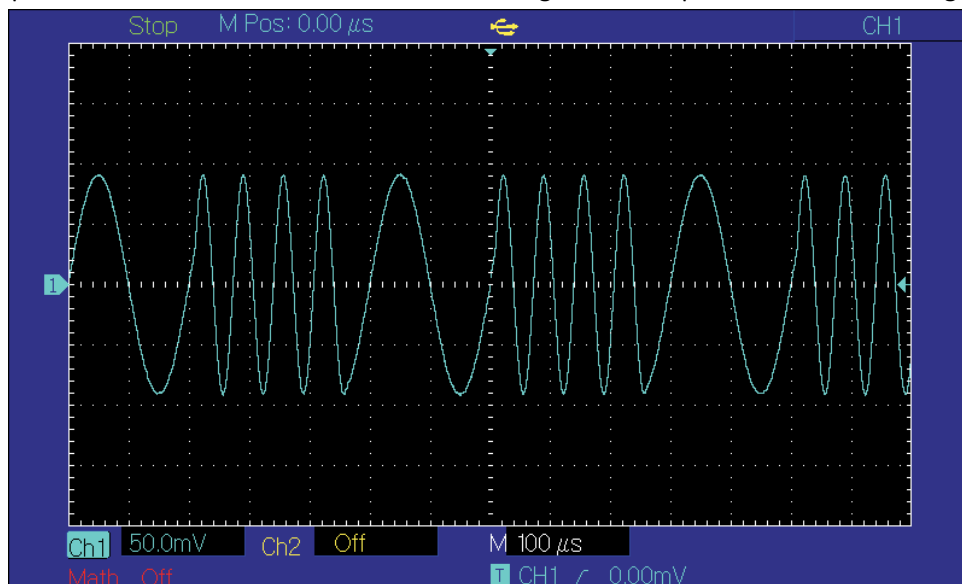 Stop M Pos: 0.00 μs CH1
1
Ch1 50.0mV Ch2 Off M 100 μs
Math Off T CH1 0.00mV